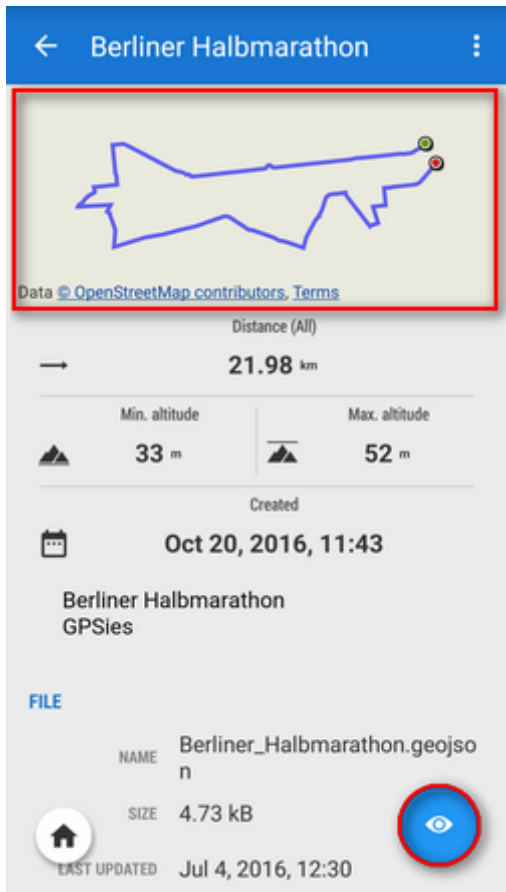 Berliner Halbmarathon
Data © OpenStreetMap contributors, Terms
Distance (All)
21.98 km
Min. altitude
Max. altitude
33 m
52 m
Created
Oct 20, 2016, 11:43
Berliner Halbmarathon
GPSies
FILE
NAME Berliner_Halbmarathon.geojso
n
SIZE 4.73 kB
LAST UPDATED Jul 4, 2016, 12:30